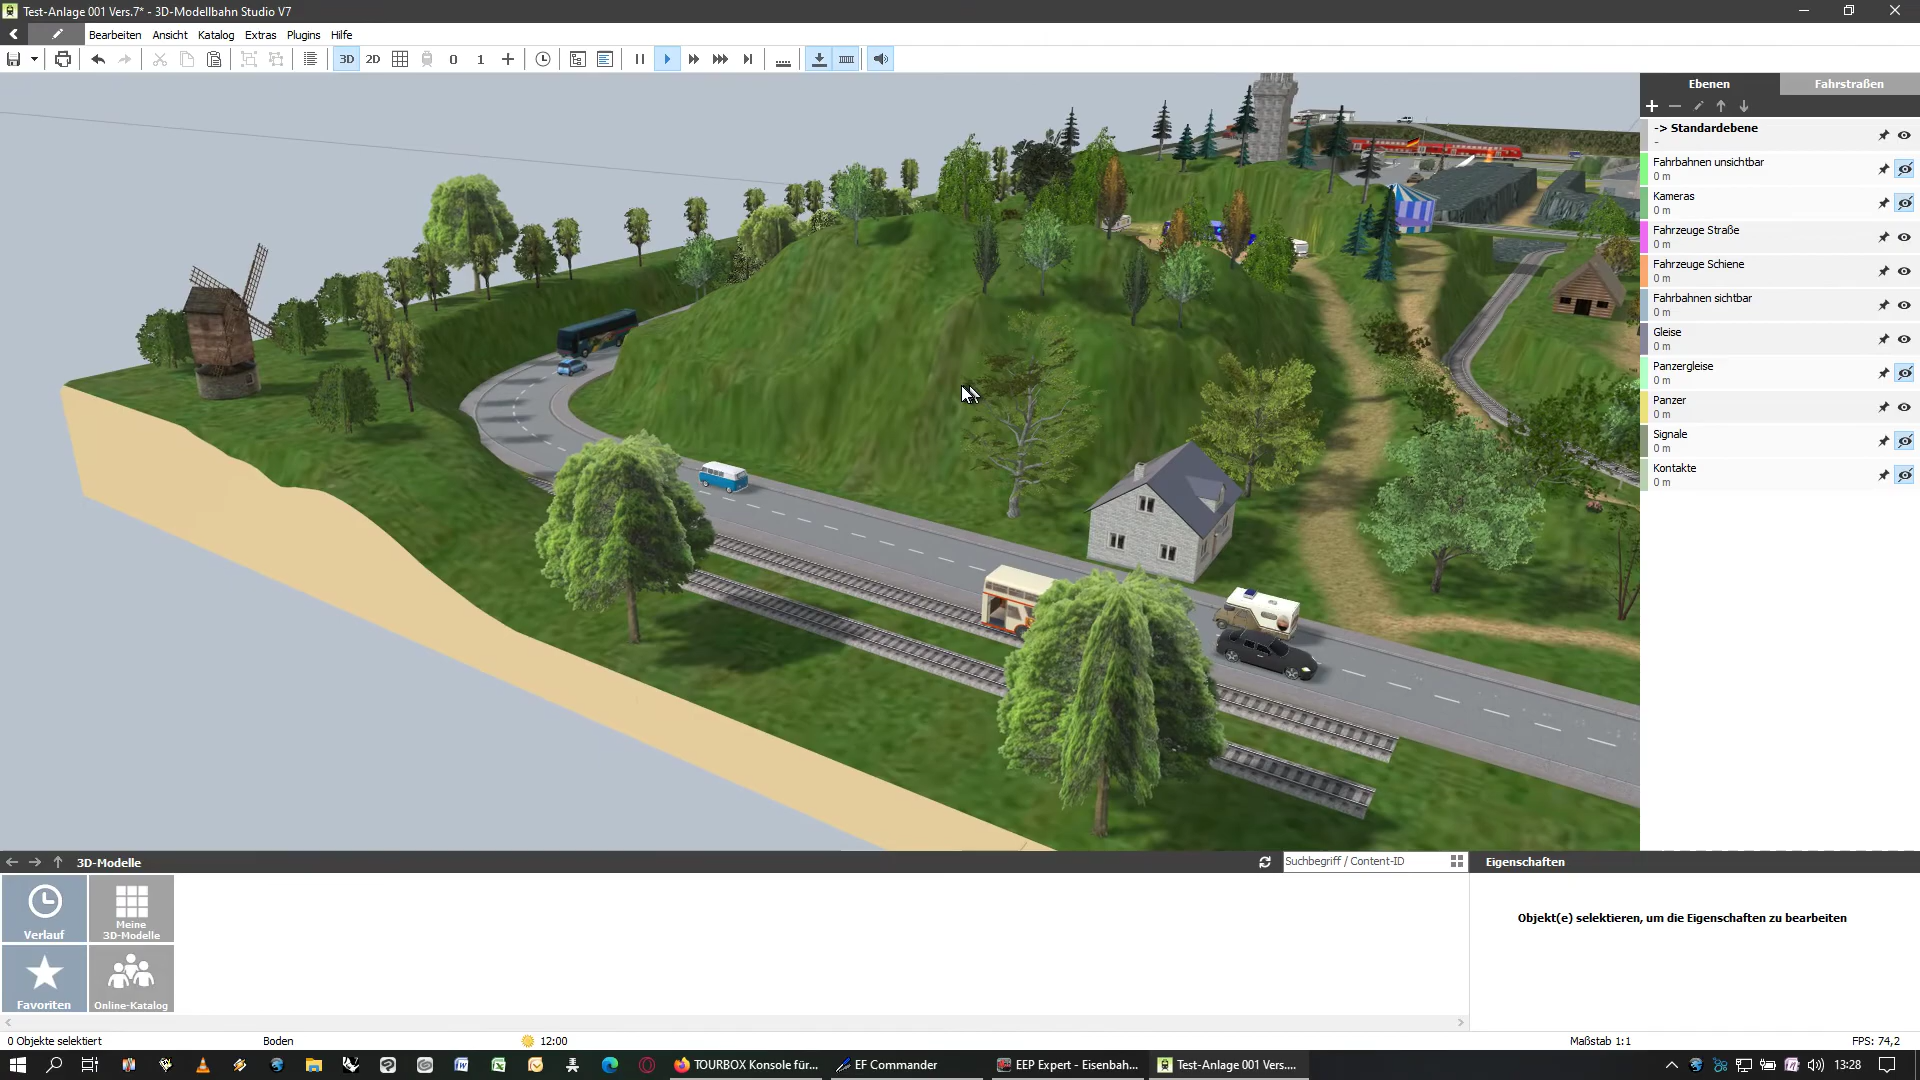 Test-Anlage 001 Vers.7* - 3D-Modellbahn Studio V7
Bearbeiten Ansicht Katalog Extras Plugins Hilfe
3D 2D 0 1
Ebenen Fahrstraßen
-> Standardebene
-
Fahrbahnen unsichtbar
0 m
Kameras
0 m
Fahrzeuge Straße
0 m
Fahrzeuge Schiene
0 m
Fahrbahnen sichtbar
0 m
Gleise
0 m
Panzergleise
0 m
Panzer
0 m
Signale
0 m
Kontakte
0 m
3D-Modelle
Suchbegriff / Content-ID
Eigenschaften
Verlauf
Meine
3D-Modelle
Favoriten
Online-Katalog
Objekt(e) selektieren, um die Eigenschaften zu bearbeiten
0 Objekte selektiert Boden 12:00 Maßstab 1:1 FPS: 74,2
TOURBOX Konsole für... EF Commander EEP Expert - Eisenbahn... Test-Anlage 001 Vers.... 13:28